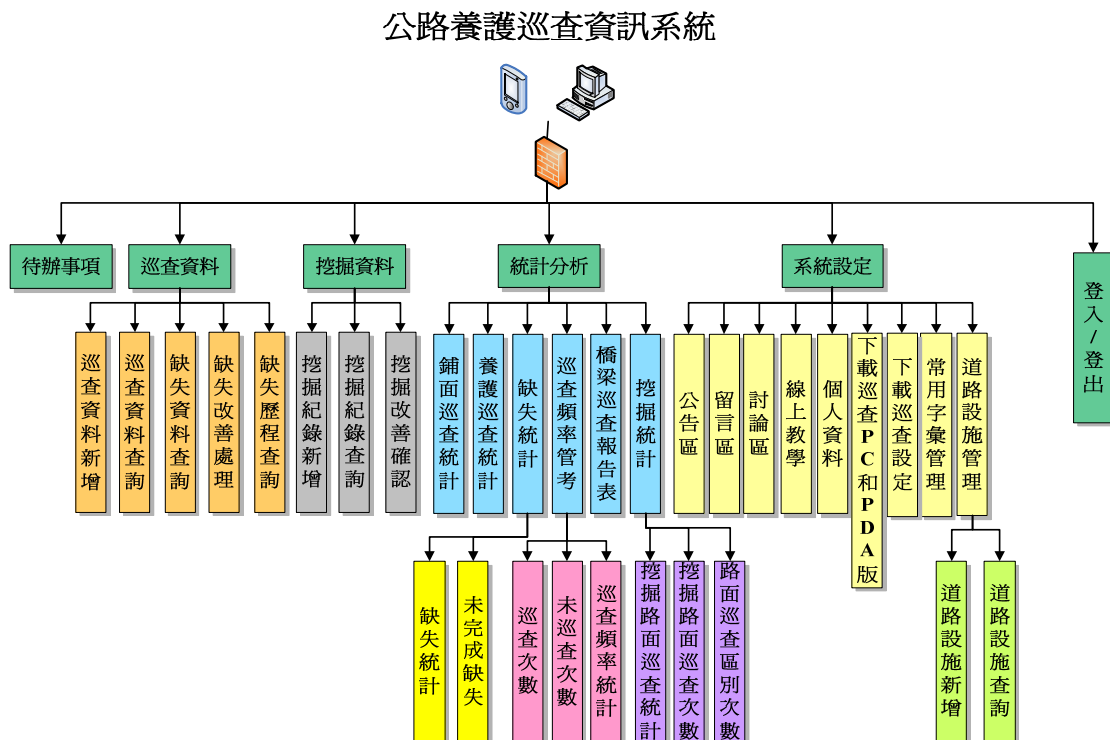 公路養護巡查資訊系統
待辦事項
巡查資料
挖掘資料
統計分析
系統設定
登入/登出
巡查資料新增
巡查資料查詢
缺失資料查詢
缺失改善處理
缺失歷程查詢
挖掘紀錄新增
挖掘紀錄查詢
挖掘改善確認
鋪面巡查統計
養護巡查統計
缺失統計
巡查頻率管考
橋梁巡查報告表
挖掘統計
公告區
留言區
討論區
線上教學
個人資料
下載巡查PC和PDA版
下載巡查設定
常用字彙管理
道路設施管理
缺失統計
未完成缺失
巡查次數
未巡查次數
巡查頻率統計
挖掘路面巡查統計
挖掘路面巡查次數
路面巡查區別次數
道路設施新增
道路設施查詢